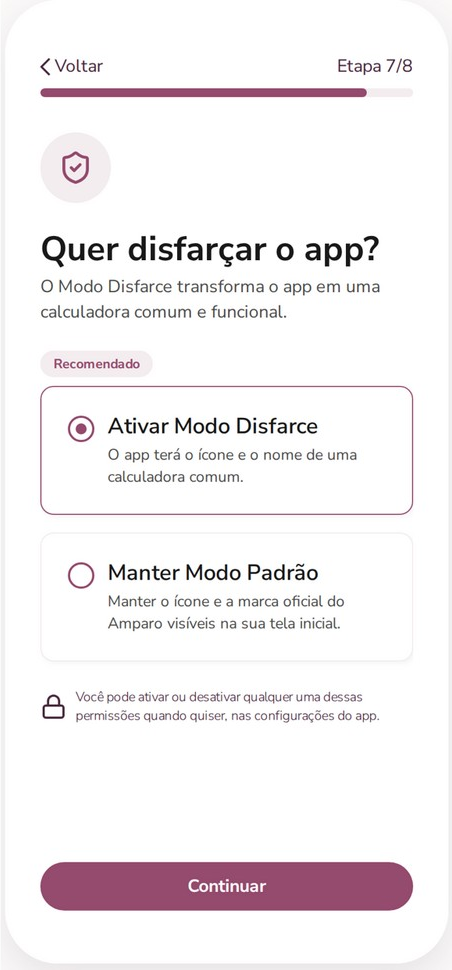 Voltar
Etapa 7/8
Quer disfarçar o app?
O Modo Disfarce transforma o app em uma
calculadora comum e funcional.
Recomendado
Ativar Modo Disfarce
O app terá o ícone e o nome de uma
calculadora comum.
Manter Modo Padrão
Manter o ícone e a marca oficial do
Amparo visíveis na sua tela inicial.
Você pode ativar ou desativar qualquer uma dessas
permissões quando quiser, nas configurações do app.
Continuar